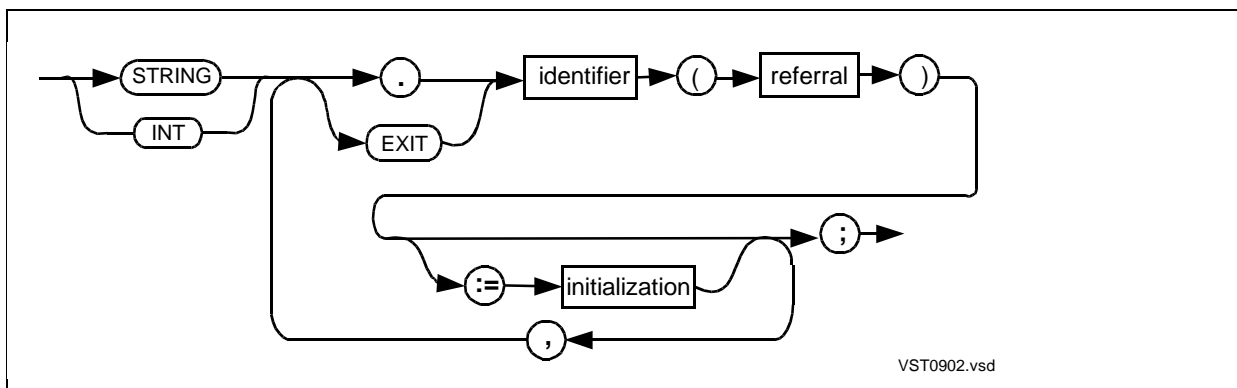 STRING . identifier ( referral )
INT
EXIT
;
:= initialization
,
VST0902.vsd